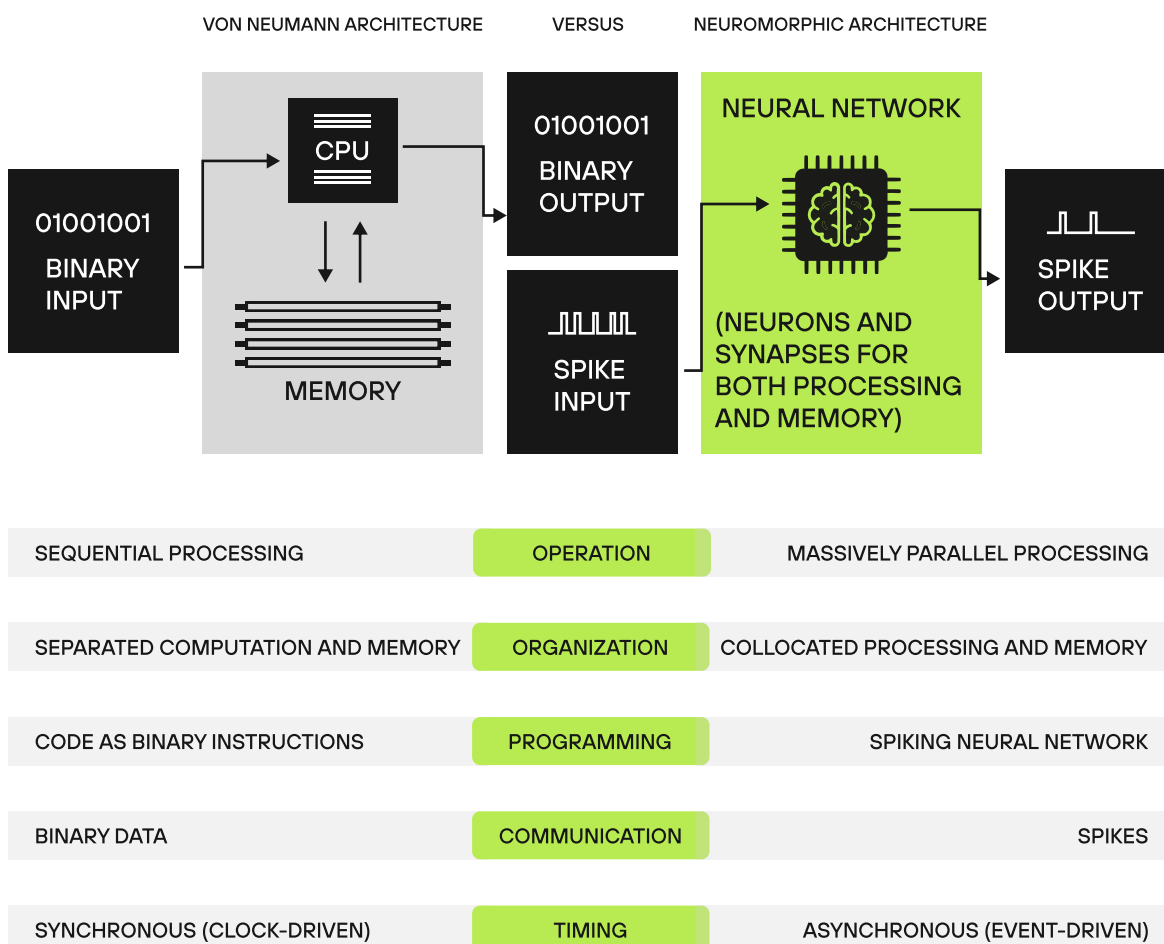 VON NEUMANN ARCHITECTURE
VERSUS
NEUROMORPHIC ARCHITECTURE
01001001
BINARY
INPUT
CPU
MEMORY
01001001
BINARY
OUTPUT
SPIKE
INPUT
NEURAL NETWORK
(NEURONS AND
SYNAPSES FOR
BOTH PROCESSING
AND MEMORY)
SPIKE
OUTPUT
SEQUENTIAL PROCESSING
OPERATION
MASSIVELY PARALLEL PROCESSING
SEPARATED COMPUTATION AND MEMORY
ORGANIZATION
COLLOCATED PROCESSING AND MEMORY
CODE AS BINARY INSTRUCTIONS
PROGRAMMING
SPIKING NEURAL NETWORK
BINARY DATA
COMMUNICATION
SPIKES
SYNCHRONOUS (CLOCK-DRIVEN)
TIMING
ASYNCHRONOUS (EVENT-DRIVEN)